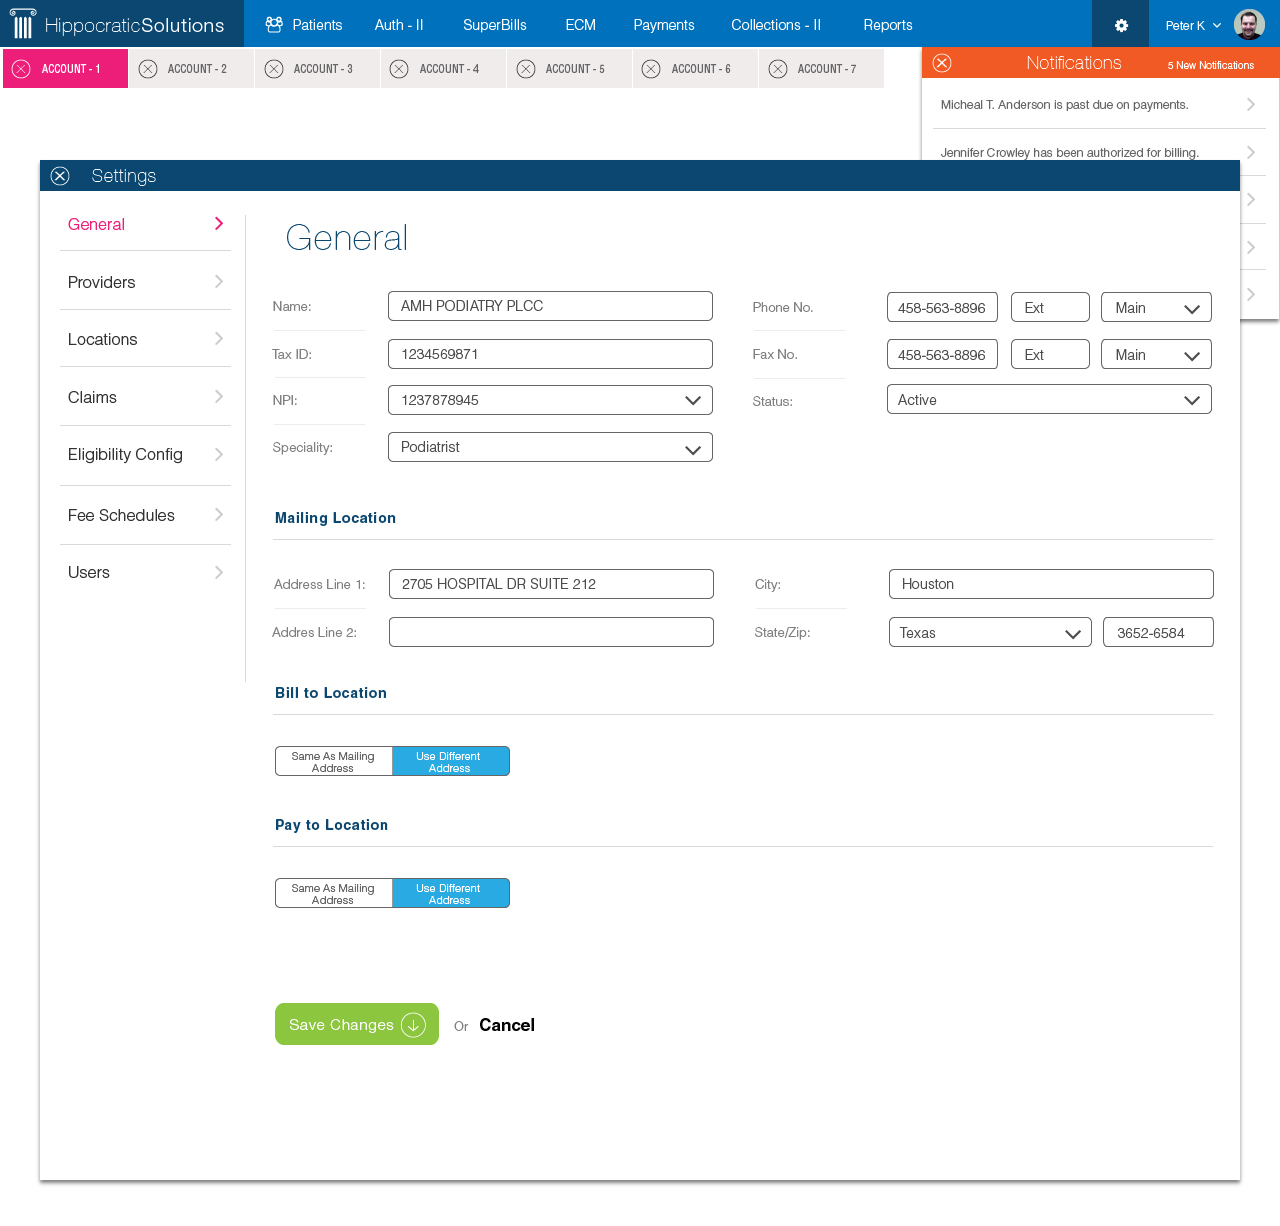 HippocraticSolutions
Patients
Auth - II
SuperBills
ECM
Payments
Collections - II
Reports
Peter K
ACCOUNT - 1
ACCOUNT - 2
ACCOUNT - 3
ACCOUNT - 4
ACCOUNT - 5
ACCOUNT - 6
ACCOUNT - 7
Notifications
5 New Notifications
Micheal T. Anderson is past due on payments.
Jennifer Crowley has been authorized for billing.
Settings
General
Providers
Locations
Claims
Eligibility Config
Fee Schedules
Users
General
Name: AMH PODIATRY PLCC
Tax ID: 1234569871
NPI: 1237878945
Speciality: Podiatrist
Phone No. 458-563-8896 Ext Main
Fax No. 458-563-8896 Ext Main
Status: Active
Mailing Location
Address Line 1: 2705 HOSPITAL DR SUITE 212
Addres Line 2:
City: Houston
State/Zip: Texas 3652-6584
Bill to Location
Same As Mailing
Address
Use Different
Address
Pay to Location
Same As Mailing
Address
Use Different
Address
Save Changes Or Cancel